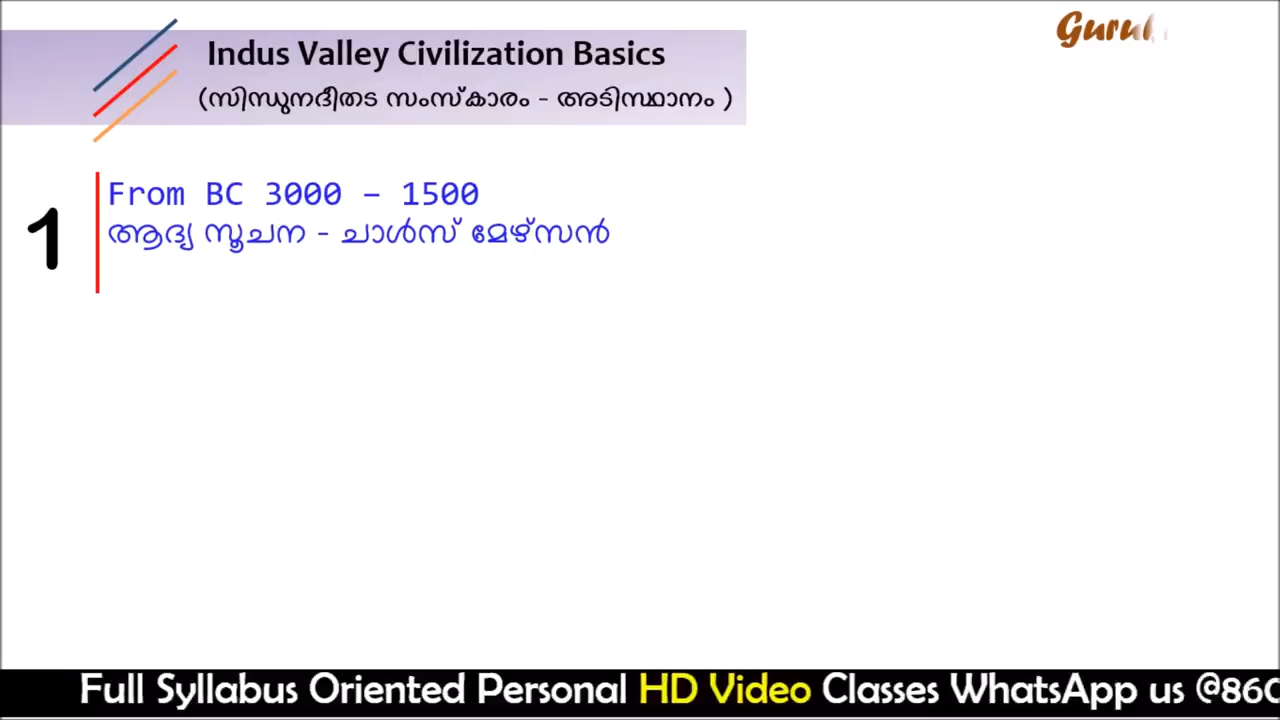 Indus Valley Civilization Basics
(സിന്ധുനദീതട സംസ്കാരം - അടിസ്ഥാനം )
1
From BC 3000 – 1500
ആദ്യ സൂചന - ചാൾസ് മേഴ്സൻ
Full Syllabus Oriented Personal HD Video Classes WhatsApp us @860